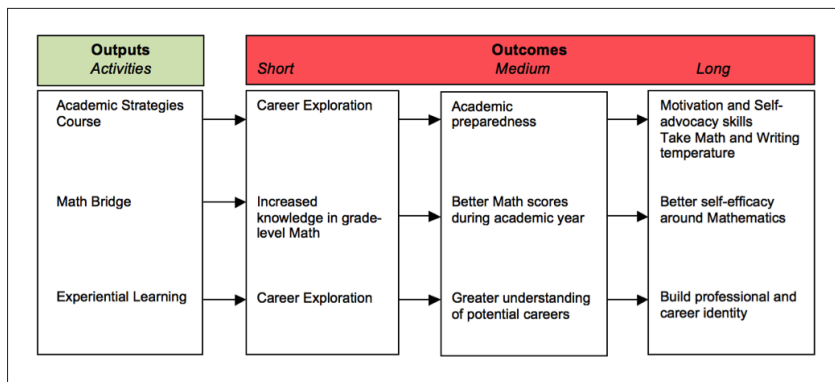 Outputs
Activities
Outcomes
Short
Medium
Long
Academic Strategies
Course
Career Exploration
Academic
preparedness
Motivation and Self-
advocacy skills
Take Math and Writing
temperature
Math Bridge
Increased
knowledge in grade-
level Math
Better Math scores
during academic year
Better self-efficacy
around Mathematics
Experiential Learning
Career Exploration
Greater understanding
of potential careers
Build professional and
career identity